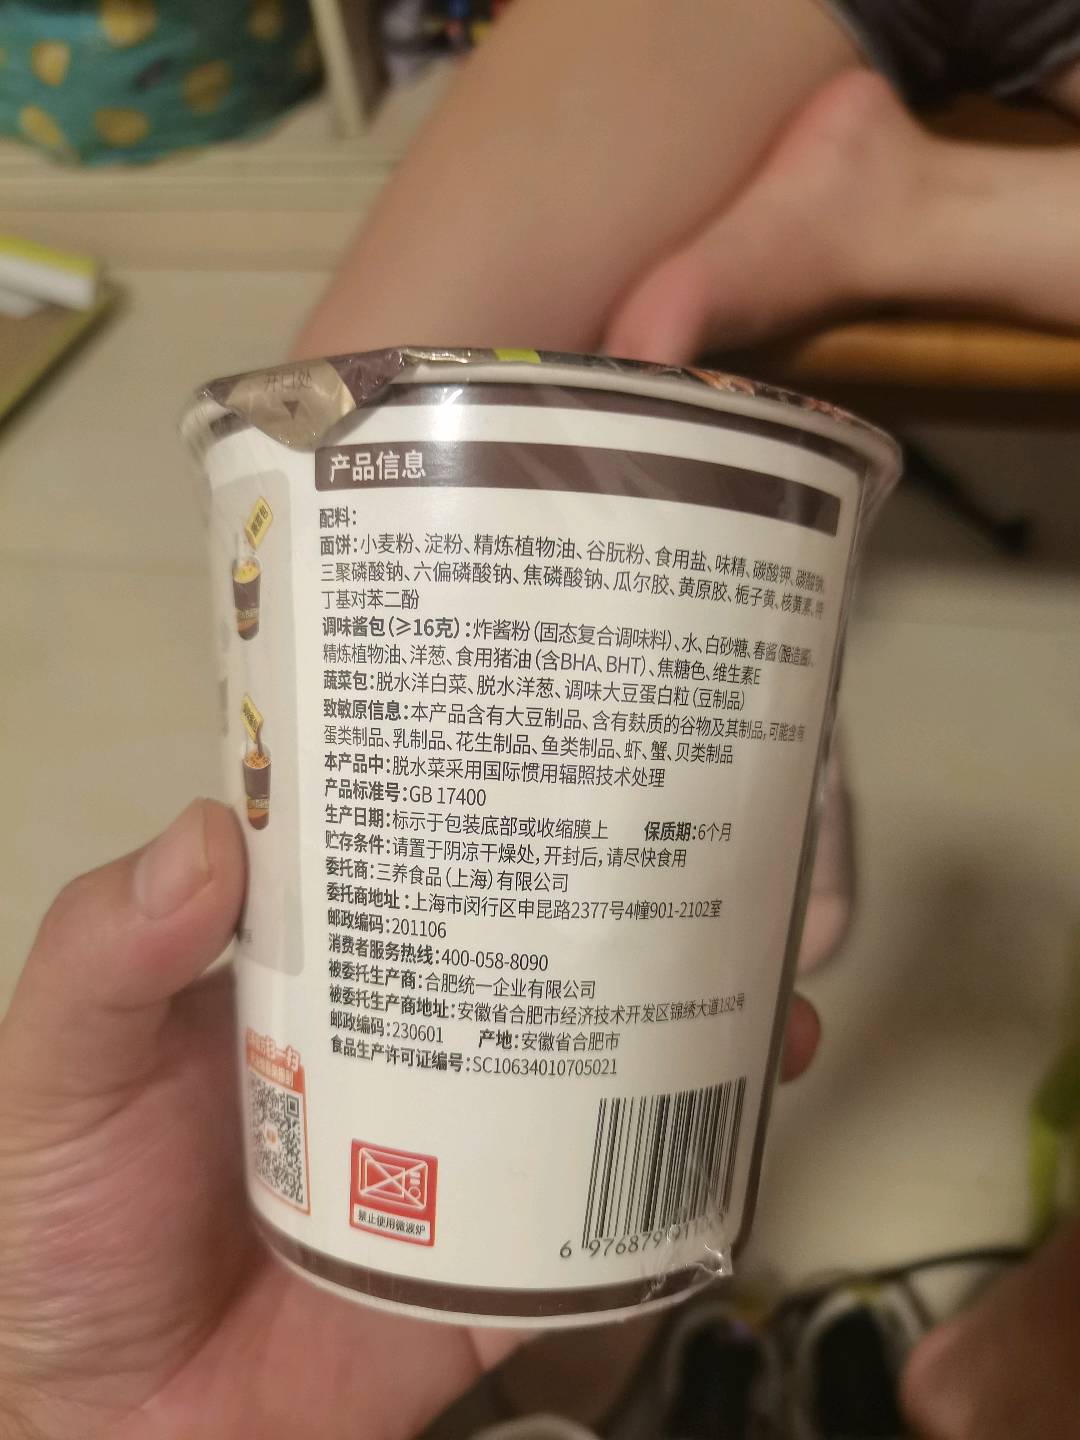 开口处
产品信息
配料:
面饼:小麦粉、淀粉、精炼植物油、谷朊粉、食用盐、味精、碳酸钾、碳酸钠、
三聚磷酸钠、六偏磷酸钠、焦磷酸钠、瓜尔胶、黄原胶、栀子黄、核黄素、特
丁基对苯二酚
调味酱包(≥16克):炸酱粉(固态复合调味料)、水、白砂糖、春酱(酿造酱)、
精炼植物油、洋葱、食用猪油(含BHA、BHT)、焦糖色、维生素E
蔬菜包:脱水洋白菜、脱水洋葱、调味大豆蛋白粒(豆制品)
致敏原信息:本产品含有大豆制品、含有麸质的谷物及其制品,可能含有
蛋类制品、乳制品、花生制品、鱼类制品、虾、蟹、贝类制品
本产品中:脱水菜采用国际惯用辐照技术处理
产品标准号:GB 17400
生产日期:标示于包装底部或收缩膜上 保质期:6个月
贮存条件:请置于阴凉干燥处,开封后,请尽快食用
委托商:三养食品(上海)有限公司
委托商地址:上海市闵行区申昆路2377号4幢901-2102室
邮政编码:201106
消费者服务热线:400-058-8090
被委托生产商:合肥统一企业有限公司
被委托生产商地址:安徽省合肥市经济技术开发区锦绣大道182号
邮政编码:230601 产地:安徽省合肥市
食品生产许可证编号:SC10634010705021
扫一扫
禁止使用微波炉
6 976879